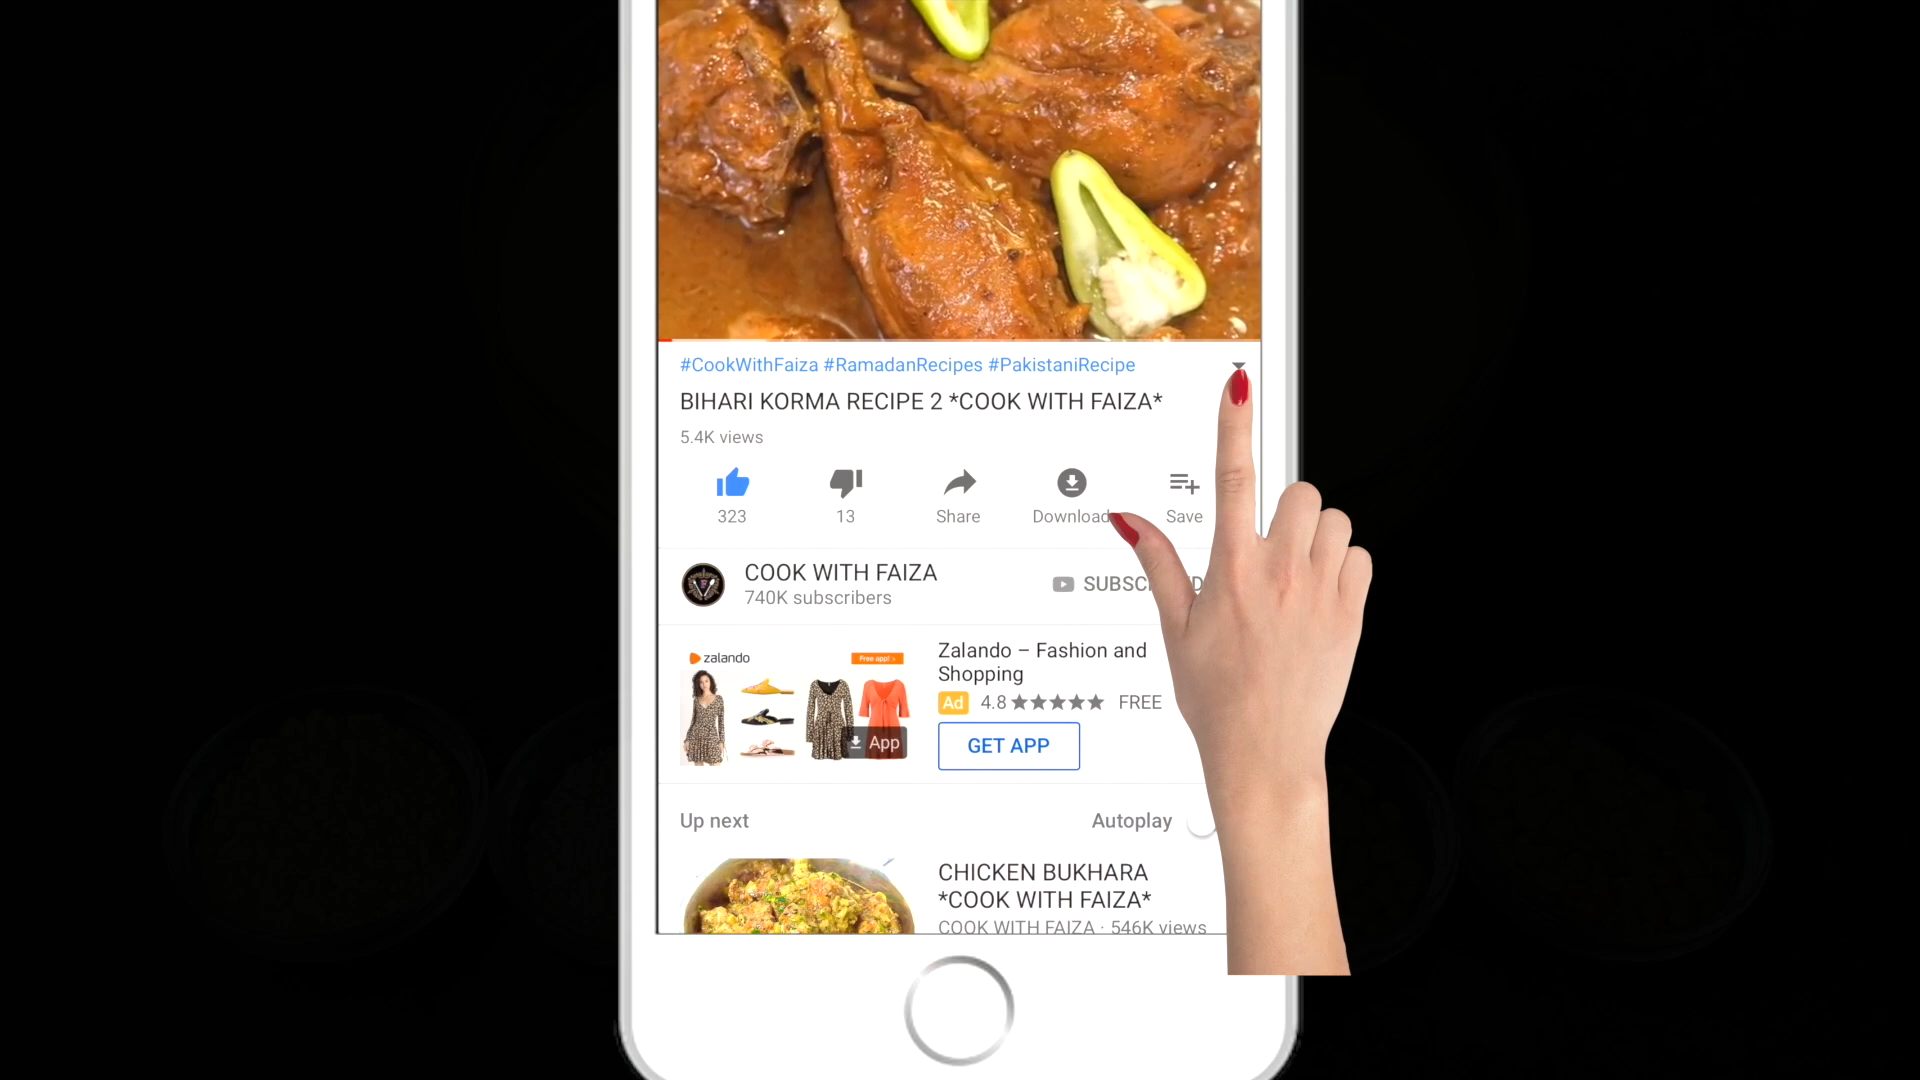 #CookWithFaiza #RamadanRecipes #PakistaniRecipe
BIHARI KORMA RECIPE 2 *COOK WITH FAIZA*
5.4K views
323
13
Share
Download
Save
COOK WITH FAIZA
740K subscribers
zalando
Free app! >
App
Zalando – Fashion and
Shopping
Ad 4.8 ★★★★★ FREE
GET APP
Up next
Autoplay
CHICKEN BUKHARA
*COOK WITH FAIZA*
COOK WITH FAIZA · 546K views